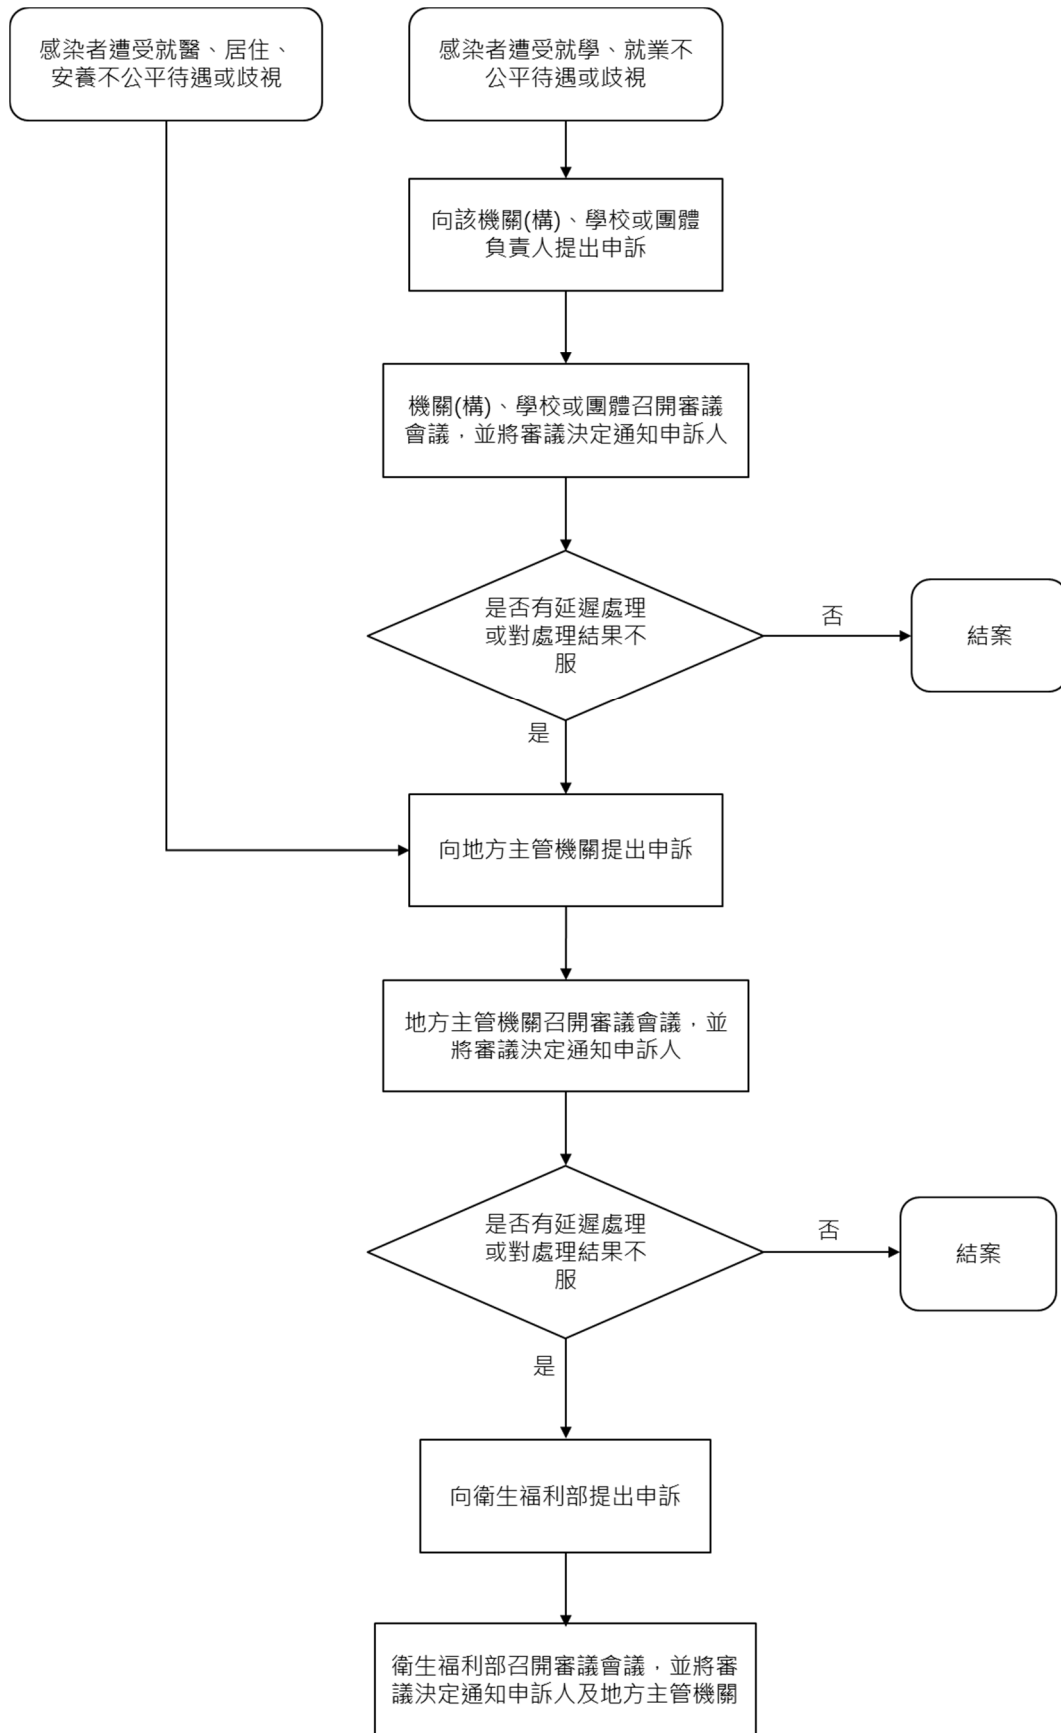 感染者遭受就醫、居住、
安養不公平待遇或歧視
感染者遭受就學、就業不
公平待遇或歧視
向該機關(構)、學校或團體
負責人提出申訴
機關(構)、學校或團體召開審議
會議，並將審議決定通知申訴人
是否有延遲處理
或對處理結果不
服
否
結案
是
向地方主管機關提出申訴
地方主管機關召開審議會議，並
將審議決定通知申訴人
是否有延遲處理
或對處理結果不
服
否
結案
是
向衛生福利部提出申訴
衛生福利部召開審議會議，並將審
議決定通知申訴人及地方主管機關